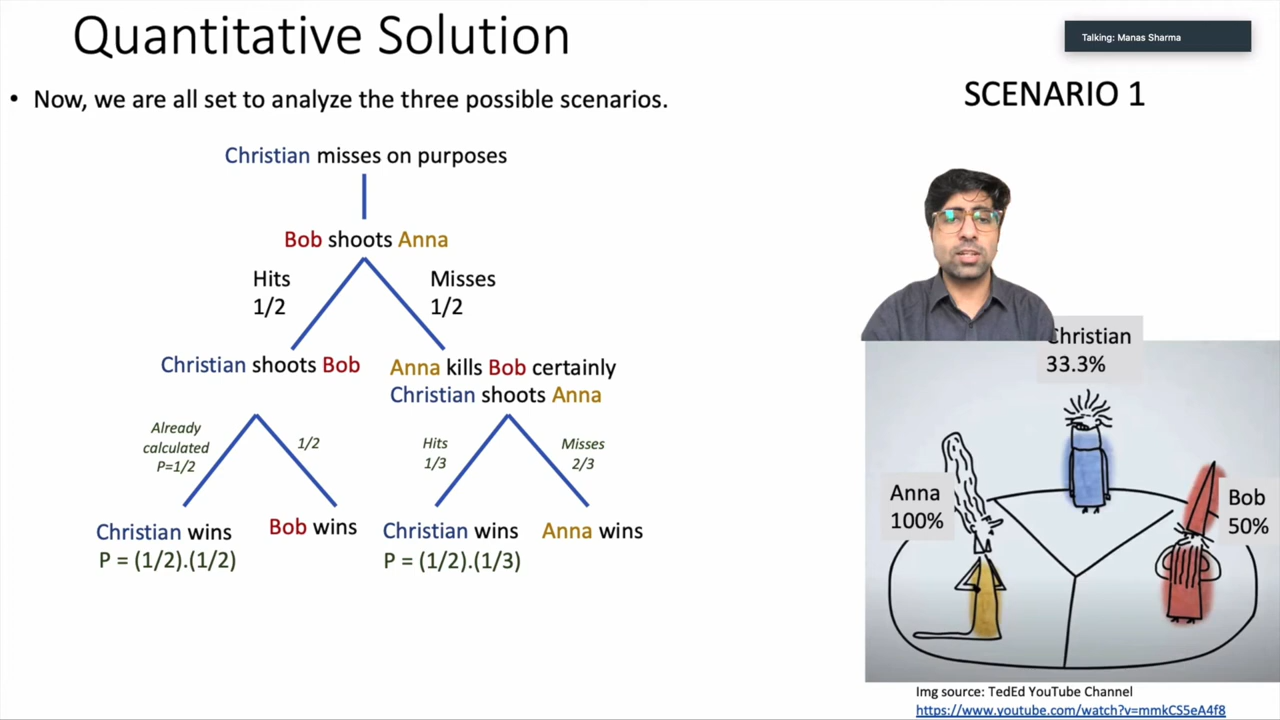 Quantitative Solution
Talking: Manas Sharma
• Now, we are all set to analyze the three possible scenarios.
SCENARIO 1
Christian misses on purposes
Bob shoots Anna
Hits
1/2
Misses
1/2
Christian shoots Bob
Anna kills Bob certainly
Christian shoots Anna
Already
calculated
P=1/2
1/2
Hits
1/3
Misses
2/3
Christian wins
P = (1/2).(1/2)
Bob wins
Christian wins
P = (1/2).(1/3)
Anna wins
Christian
33.3%
Anna
100%
Bob
50%
Img source: TedEd YouTube Channel
https://www.youtube.com/watch?v=mmkCS5eA4f8